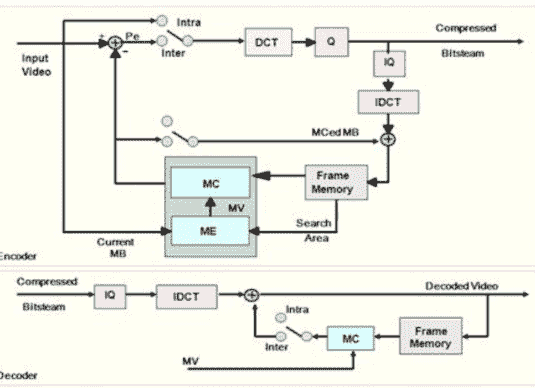 Intra
Compressed
+
Pe
DCT
Q
Input
Video
−
Inter
Bitsteam
IQ
IDCT
MCed MB
MC
Frame
Memory
MV
ME
Search
Area
Current
MB
Encoder
Compressed
Decoded Video
IQ
IDCT
Bitsteam
Intra
Inter
MC
Frame
Memory
MV
Decoder